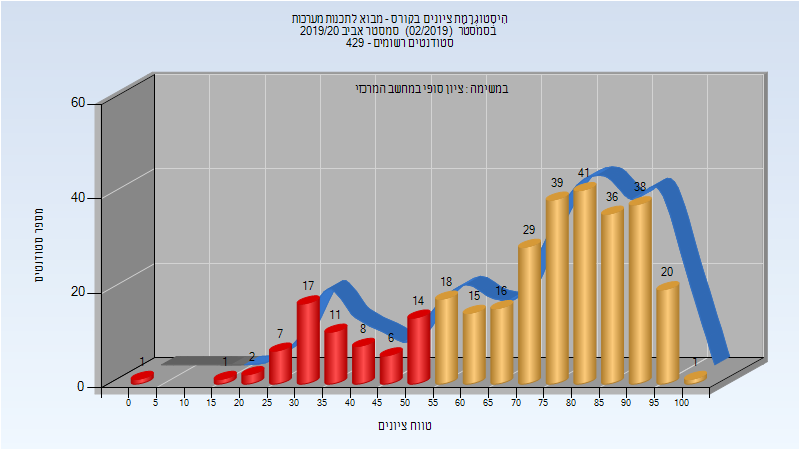 היסטוגרמת ציונים בקורס - מבוא לתכנות מערכות
בסמסטר (02/2019) סמסטר אביב 2019/20
סטודנטים רשומים - 429
במשימה : ציון סופי במחשב המרכזי
60
40
20
0
מספר סטודנטים
1 1 2 7 17 11 8 6 14 18 15 16 29 39 41 36 38 20 1
0 5 10 15 20 25 30 35 40 45 50 55 60 65 70 75 80 85 90 95 100
טווח ציונים